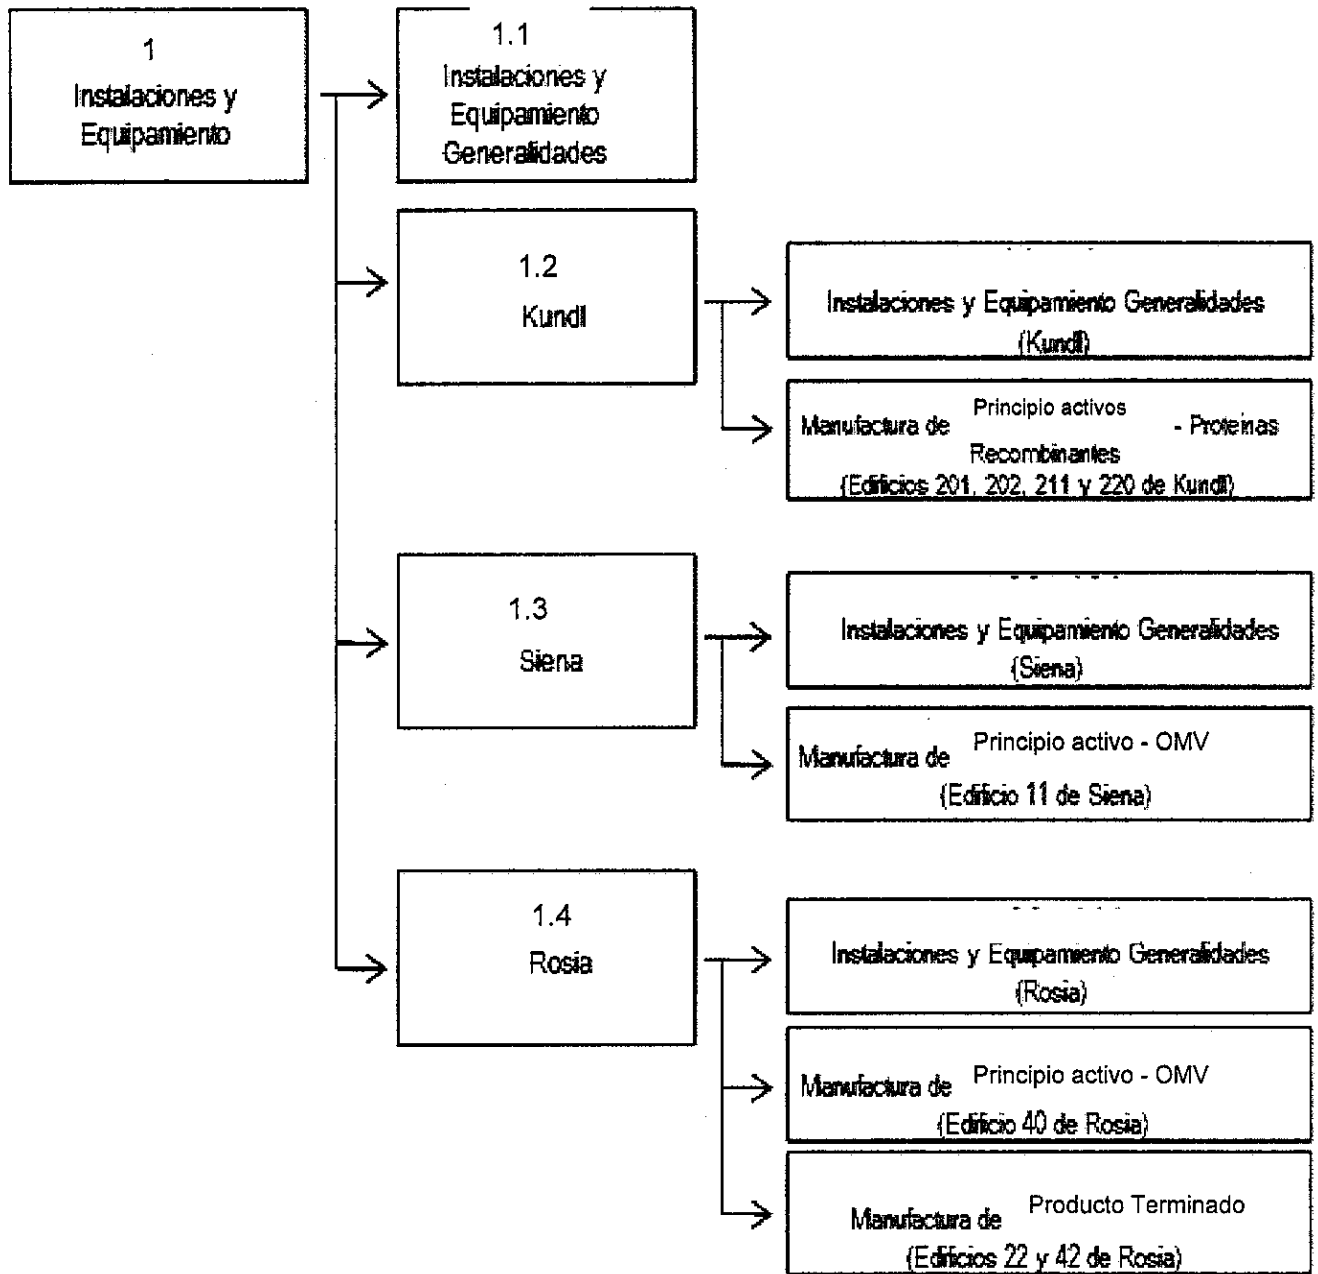 1
Instalaciones y
Equipamiento
1.1
Instalaciones y
Equipamiento
Generalidades
1.2
Kundl
Instalaciones y Equipamiento Generalidades
(Kundl)
Manufactura de Principio activos - Proteinas
Recombinantes
(Edificios 201, 202, 211 y 220 de Kundl)
1.3
Siena
Instalaciones y Equipamiento Generalidades
(Siena)
Manufactura de Principio activo - OMV
(Edificio 11 de Siena)
1.4
Rosia
Instalaciones y Equipamiento Generalidades
(Rosia)
Manufactura de Principio activo - OMV
(Edificio 40 de Rosia)
Manufactura de Producto Terminado
(Edificios 22 y 42 de Rosia)